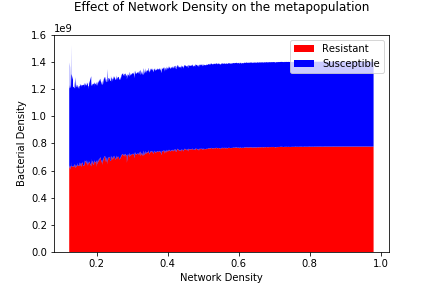 Effect of Network Density on the metapopulation
1e9
1.6
1.4
1.2
1.0
0.8
0.6
0.4
0.2
0.0
Bacterial Density
Resistant
Susceptible
0.2 0.4 0.6 0.8 1.0
Network Density